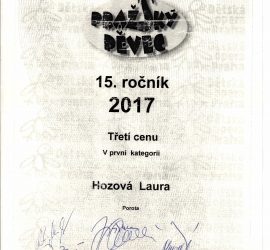 PRAŽSKÝ
PĚVEC
15. ročník
2017
Třetí cenu
V první kategorii
Hozová Laura
Porota